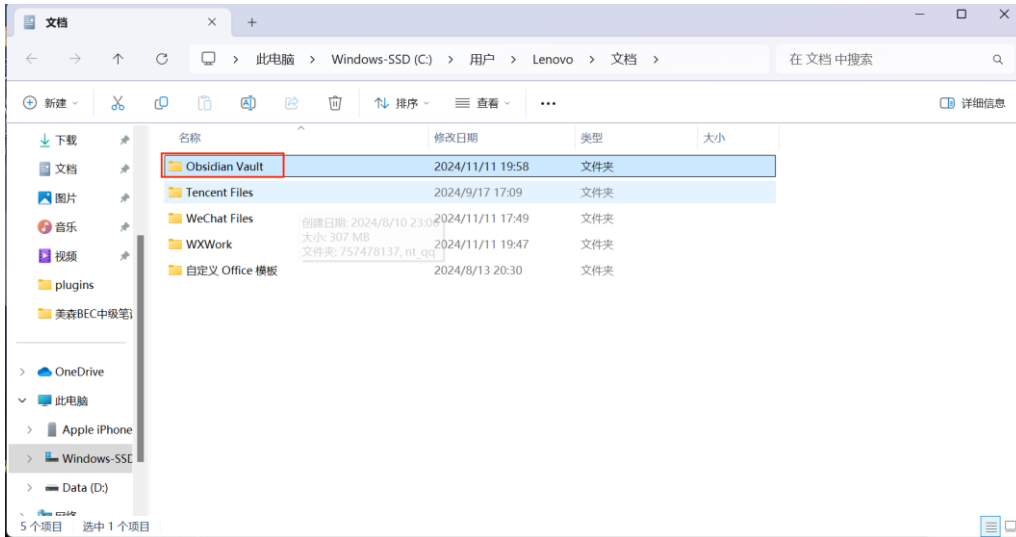 文档
此电脑 > Windows-SSD (C:) > 用户 > Lenovo > 文档 >
在 文档 中搜索
新建
排序
查看
详细信息
下载
文档
图片
音乐
视频
plugins
美森BEC中级笔
OneDrive
此电脑
Apple iPhone
Windows-SSD
Data (D:)
网络
名称 修改日期 类型 大小
Obsidian Vault 2024/11/11 19:58 文件夹
Tencent Files 2024/9/17 17:09 文件夹
WeChat Files 2024/11/11 17:49 文件夹
WXWork 2024/11/11 19:47 文件夹
自定义 Office 模板 2024/8/13 20:30 文件夹
创建日期: 2024/8/10 23:06
大小: 307 MB
文件夹: 757478137, nt_qq
5 个项目 选中 1 个项目